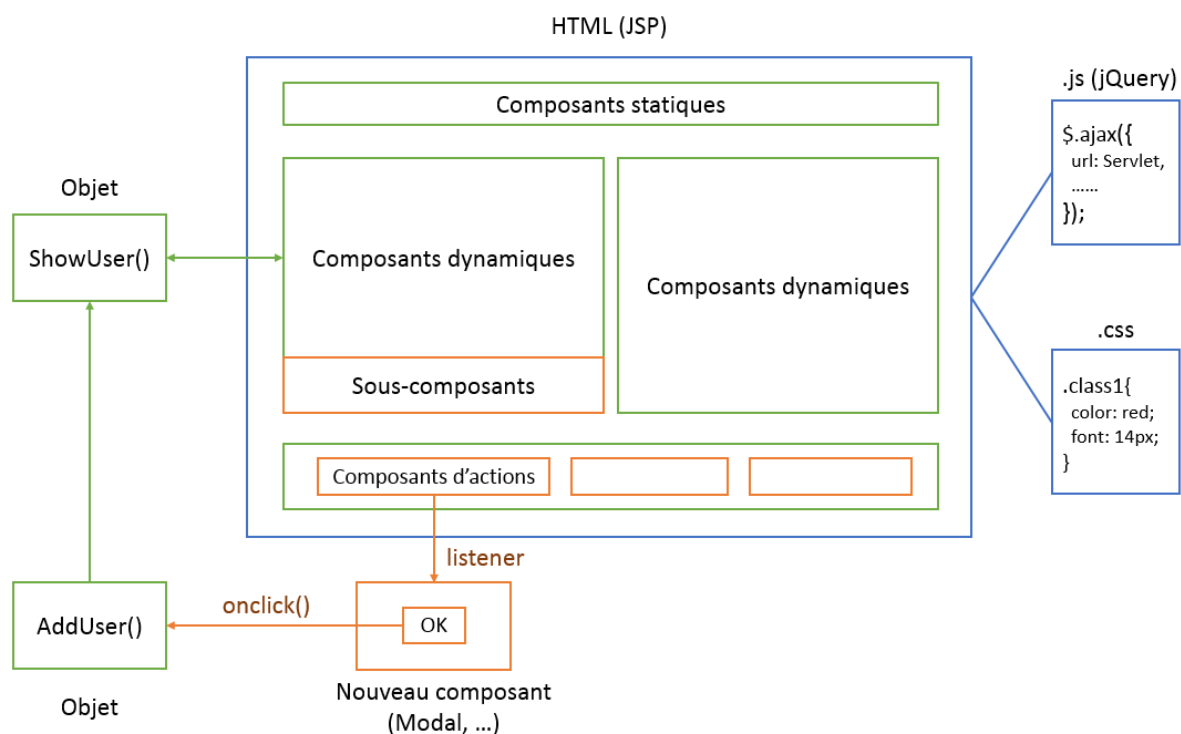 HTML (JSP)
Composants statiques
.js (jQuery)
$.ajax({
url: Servlet,
......
});
Objet
ShowUser()
Composants dynamiques
Composants dynamiques
Sous-composants
.css
.class1{
color: red;
font: 14px;
}
Composants d’actions
listener
onclick()
OK
AddUser()
Objet
Nouveau composant
(Modal, ...)